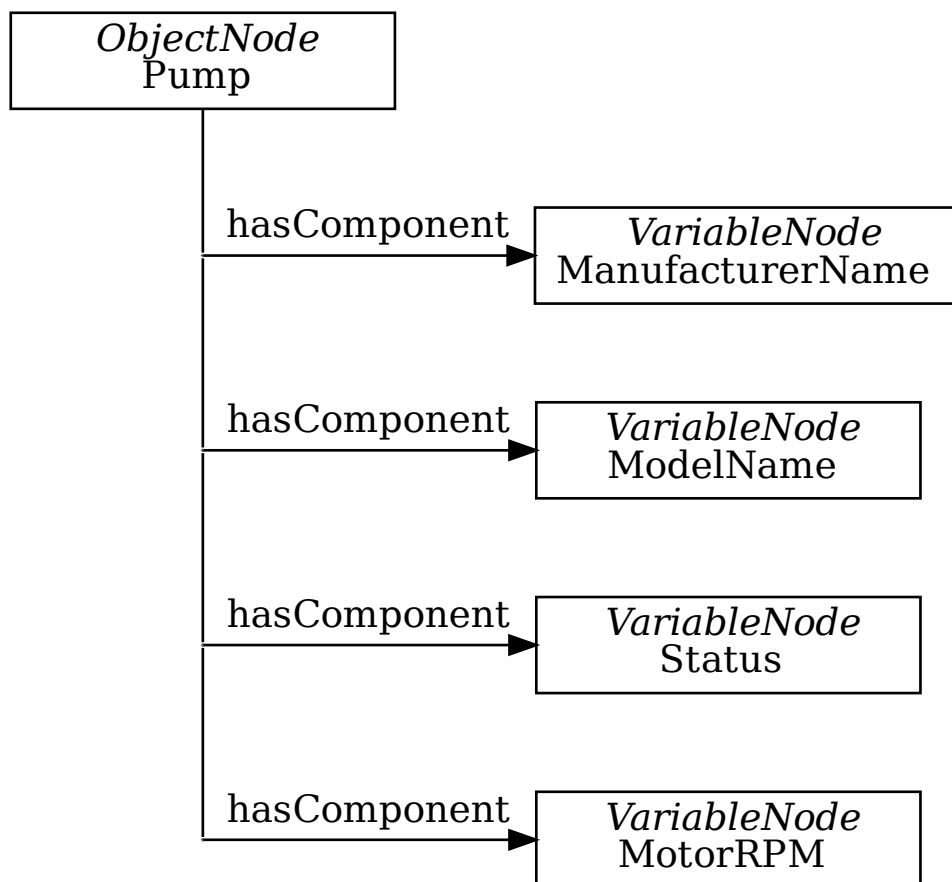 ObjectNode
Pump
hasComponent
VariableNode
ManufacturerName
hasComponent
VariableNode
ModelName
hasComponent
VariableNode
Status
hasComponent
VariableNode
MotorRPM